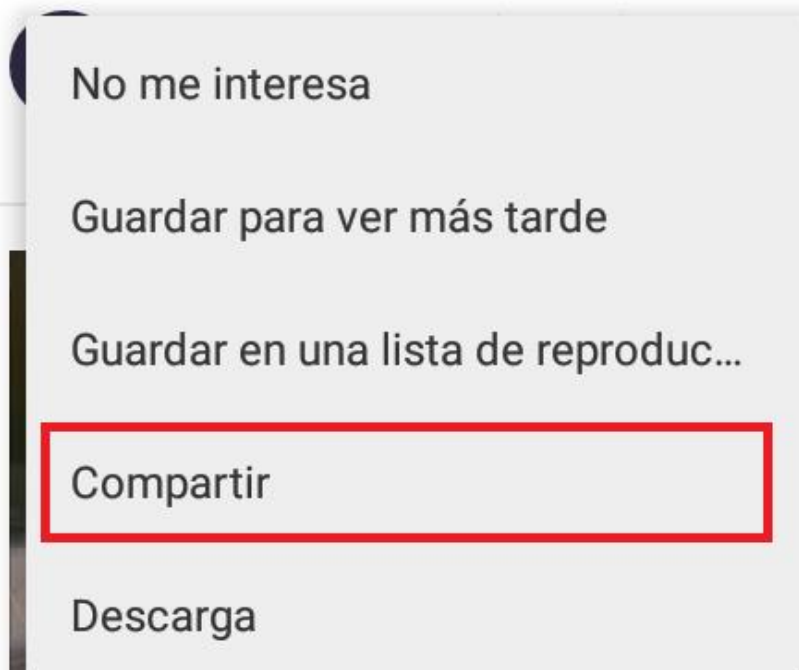 No me interesa
Guardar para ver más tarde
Guardar en una lista de reproduc...
Compartir
Descarga